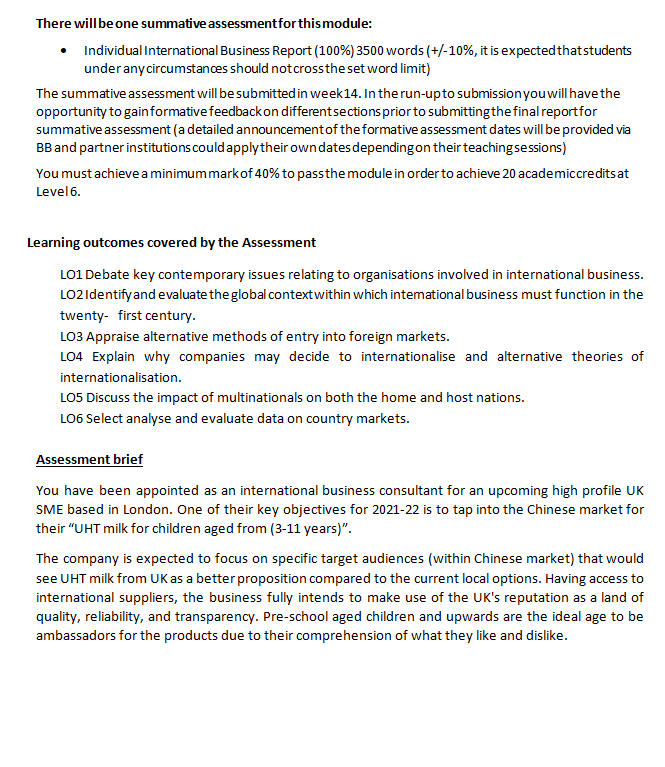 There will be one summative assessment for this module:
• Individual International Business Report (100%) 3500 words (+/-10%, it is expected that students
under any circumstances should not cross the set word limit)
The summative assessment will be submitted in week 14. In the run-up to submission you will have the
opportunity to gain formative feedback on different sections prior to submitting the final report for
summative assessment (a detailed announcement of the formative assessment dates will be provided via
BB and partner institutions could apply their own dates depending on their teaching sessions)
You must achieve a minimum mark of 40% to pass the module in order to achieve 20 academic credits at
Level 6.
Learning outcomes covered by the Assessment
LO1 Debate key contemporary issues relating to organisations involved in international business.
LO2 Identify and evaluate the global context within which international business must function in the
twenty- first century.
LO3 Appraise alternative methods of entry into foreign markets.
LO4 Explain why companies may decide to internationalise and alternative theories of
internationalisation.
LO5 Discuss the impact of multinationals on both the home and host nations.
LO6 Select analyse and evaluate data on country markets.
Assessment brief
You have been appointed as an international business consultant for an upcoming high profile UK
SME based in London. One of their key objectives for 2021-22 is to tap into the Chinese market for
their “UHT milk for children aged from (3-11 years)”.
The company is expected to focus on specific target audiences (within Chinese market) that would
see UHT milk from UK as a better proposition compared to the current local options. Having access to
international suppliers, the business fully intends to make use of the UK's reputation as a land of
quality, reliability, and transparency. Pre-school aged children and upwards are the ideal age to be
ambassadors for the products due to their comprehension of what they like and dislike.